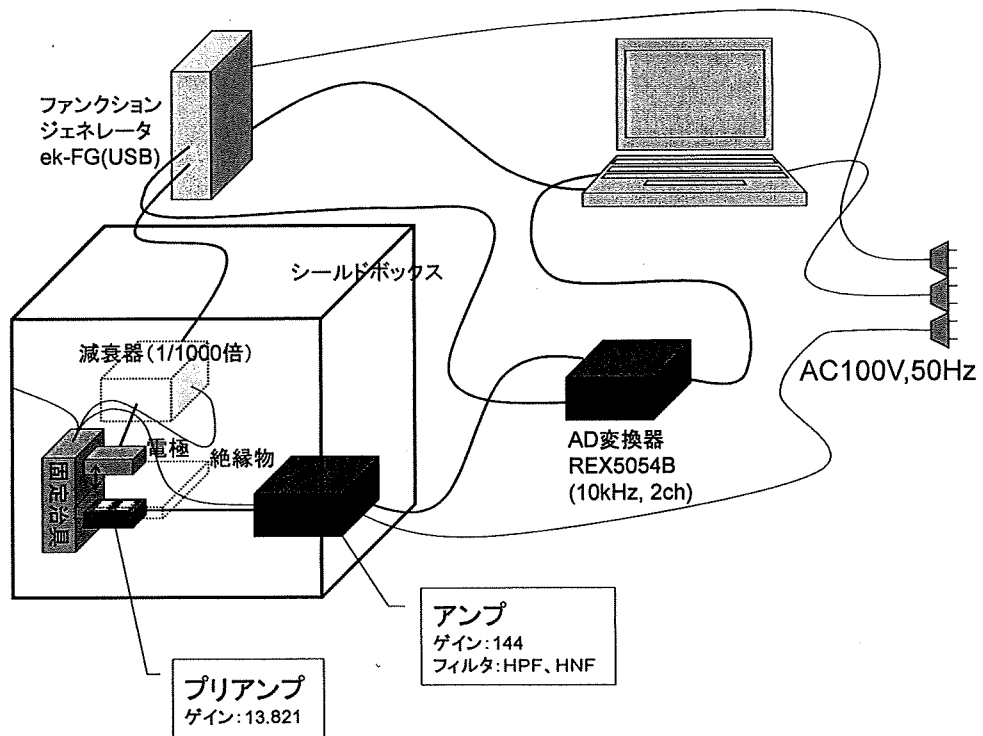 ファンクション
ジェネレータ
ek-FG(USB)
シールドボックス
減衰器(1/1000倍)
電極
絶縁物
固定治具
AD変換器
REX5054B
(10kHz, 2ch)
AC100V,50Hz
アンプ
ゲイン:144
フィルタ:HPF、HNF
プリアンプ
ゲイン:13.821